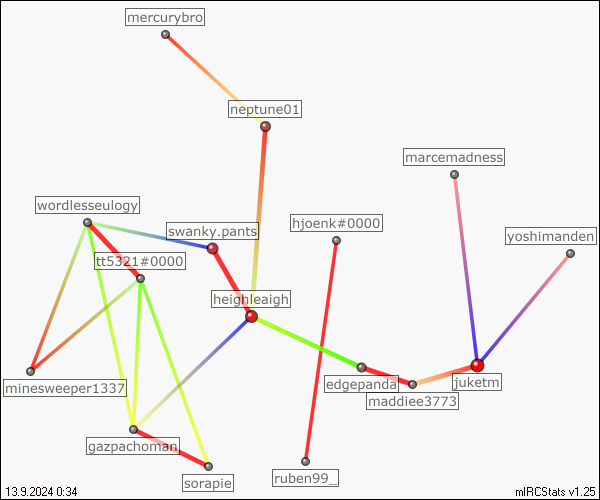 mercurybro
neptune01
marcemadness
wordlesseulogy
swanky.pants
hjoenk#0000
yoshimanden
tt5321#0000
heighleaigh
minesweeper1337
edgepanda
juketm
maddiee3773
gazpachoman
sorapie
ruben99_
13.9.2024 0:34
mIRCStats v1.25